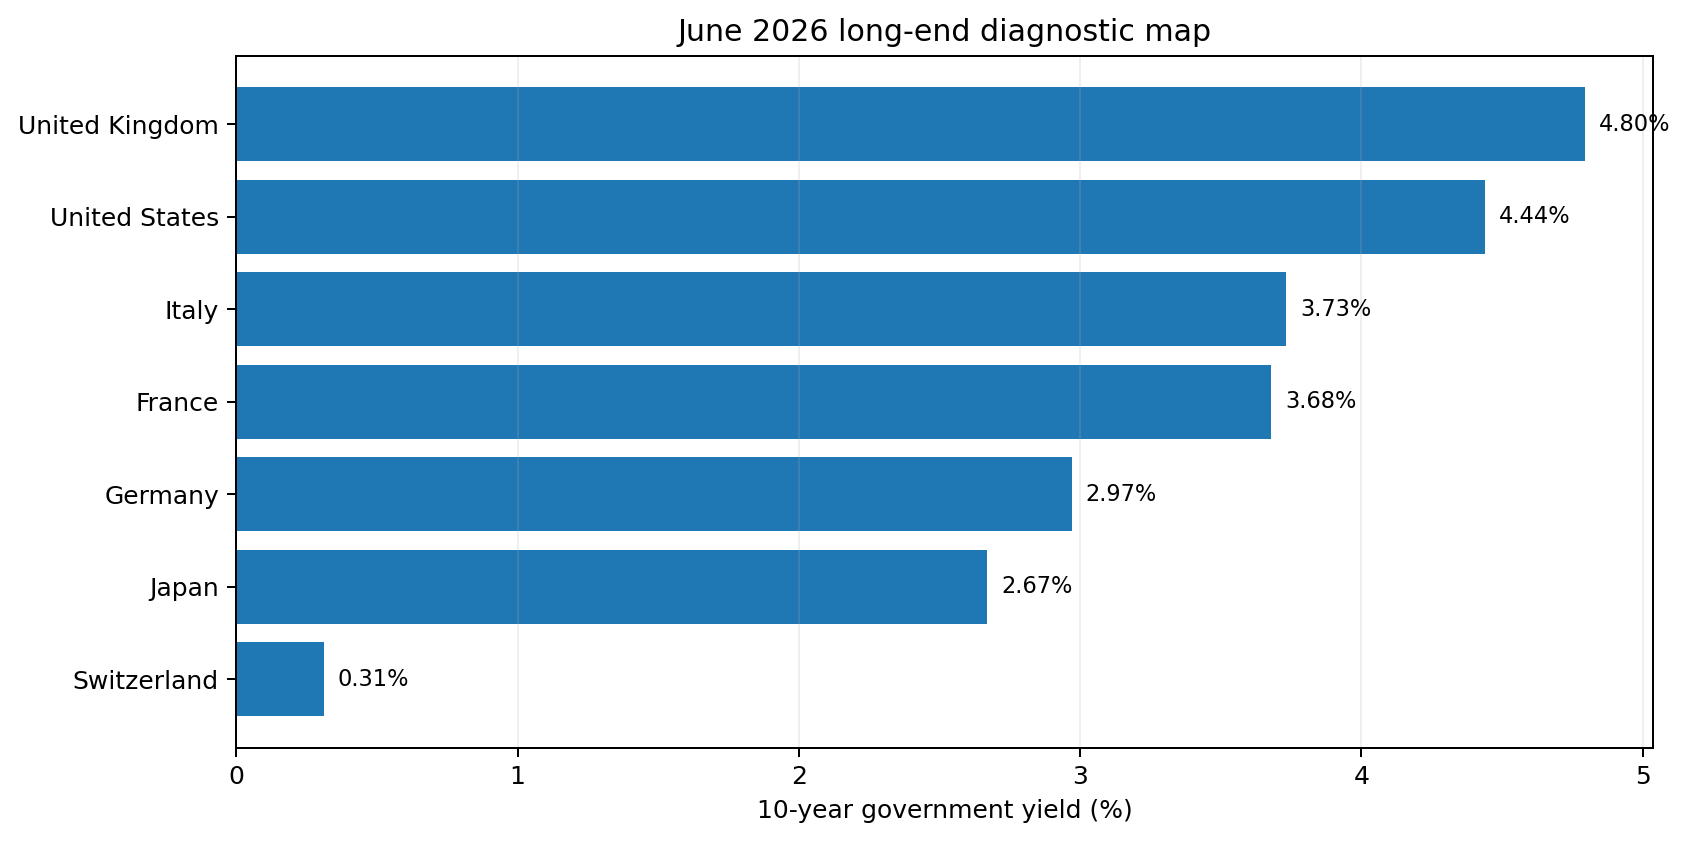 June 2026 long-end diagnostic map
United Kingdom 4.80%
United States 4.44%
Italy 3.73%
France 3.68%
Germany 2.97%
Japan 2.67%
Switzerland 0.31%
0 1 2 3 4 5
10-year government yield (%)